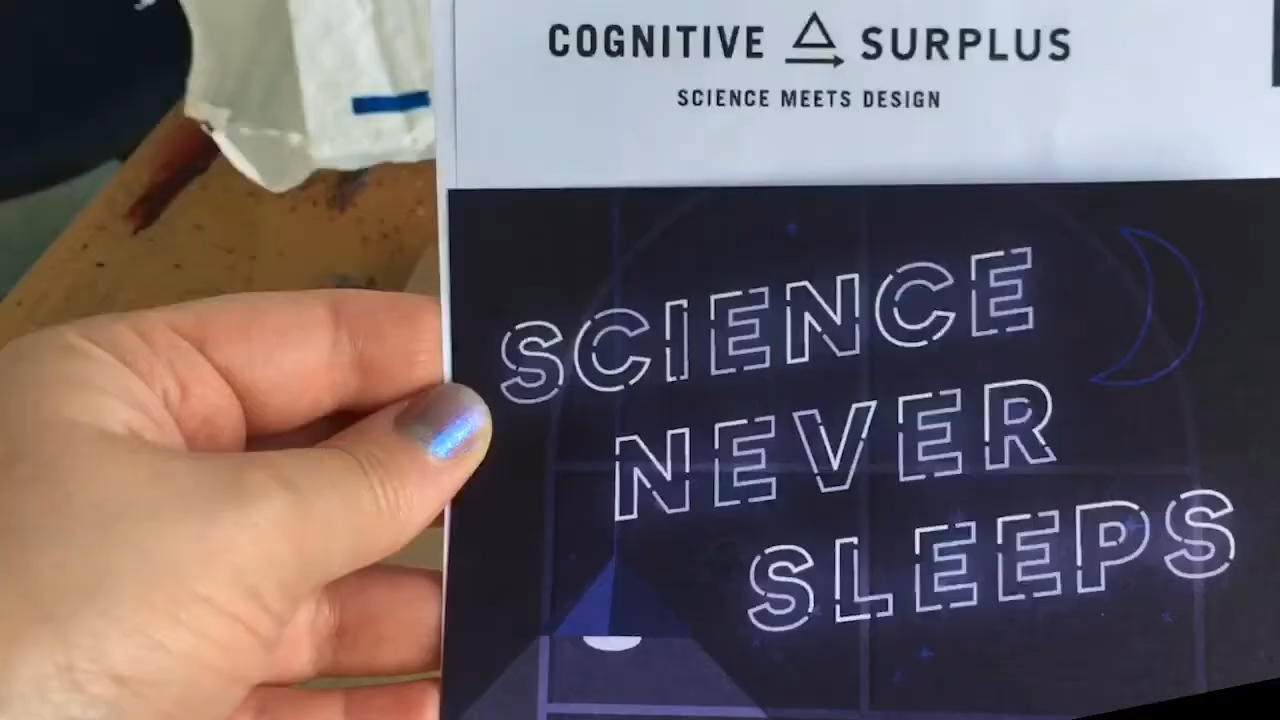 COGNITIVE SURPLUS
SCIENCE MEETS DESIGN
SCIENCE
NEVER
SLEEPS